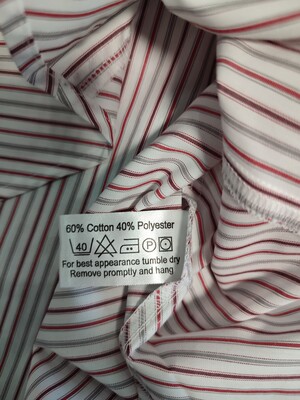 60% Cotton 40% Polyester
40 P
For best appearance tumble dry
Remove promptly and hang